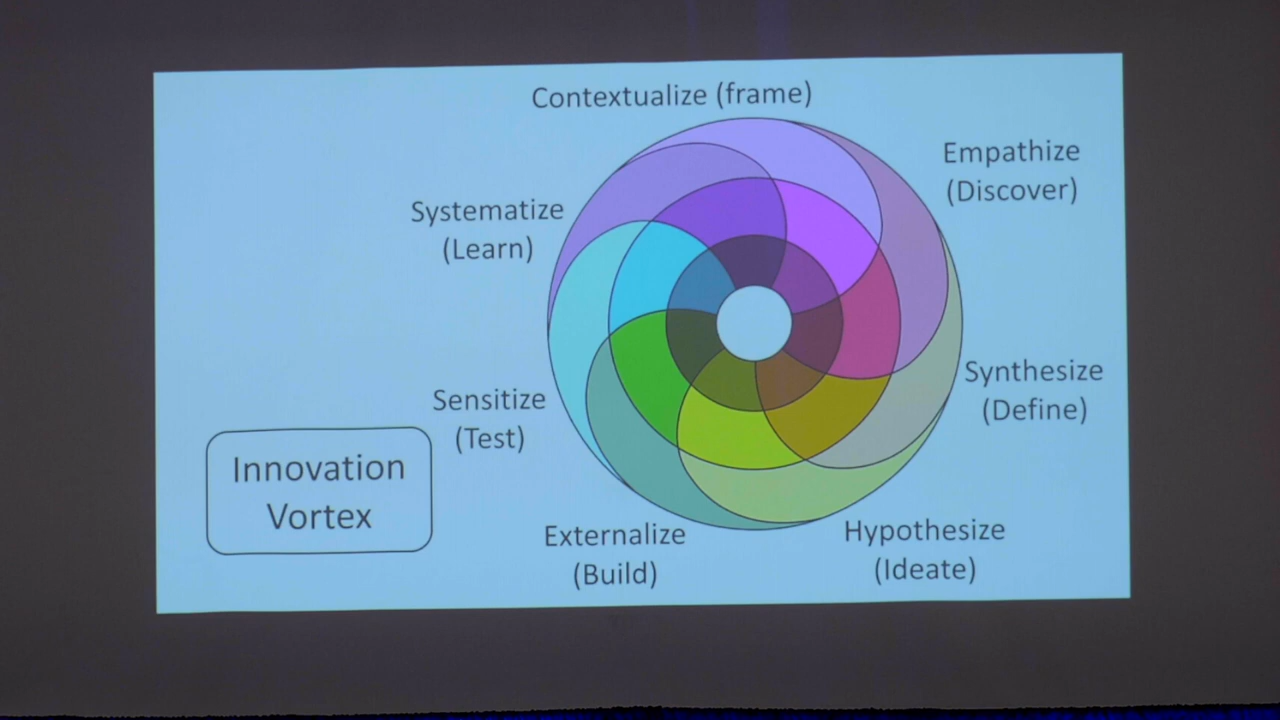 Contextualize (frame)
Empathize
(Discover)
Systematize
(Learn)
Synthesize
(Define)
Sensitize
(Test)
Innovation
Vortex
Externalize
(Build)
Hypothesize
(Ideate)